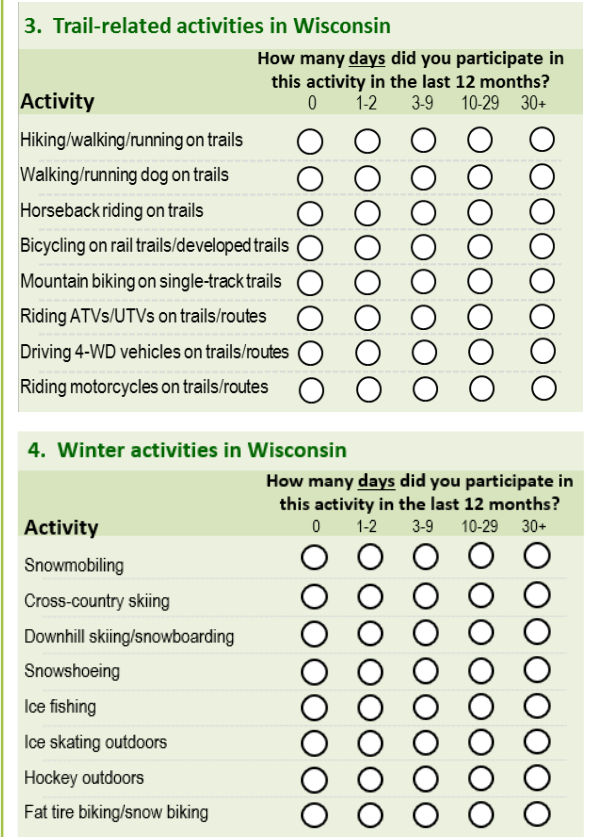 3. Trail-related activities in Wisconsin
How many days did you participate in
this activity in the last 12 months?
Activity 0 1-2 3-9 10-29 30+
Hiking/walking/running on trails
Walking/running dog on trails
Horseback riding on trails
Bicycling on rail trails/developed trails
Mountain biking on single-track trails
Riding ATVs/UTVs on trails/routes
Driving 4-WD vehicles on trails/routes
Riding motorcycles on trails/routes
4. Winter activities in Wisconsin
How many days did you participate in
this activity in the last 12 months?
Activity 0 1-2 3-9 10-29 30+
Snowmobiling
Cross-country skiing
Downhill skiing/snowboarding
Snowshoeing
Ice fishing
Ice skating outdoors
Hockey outdoors
Fat tire biking/snow biking